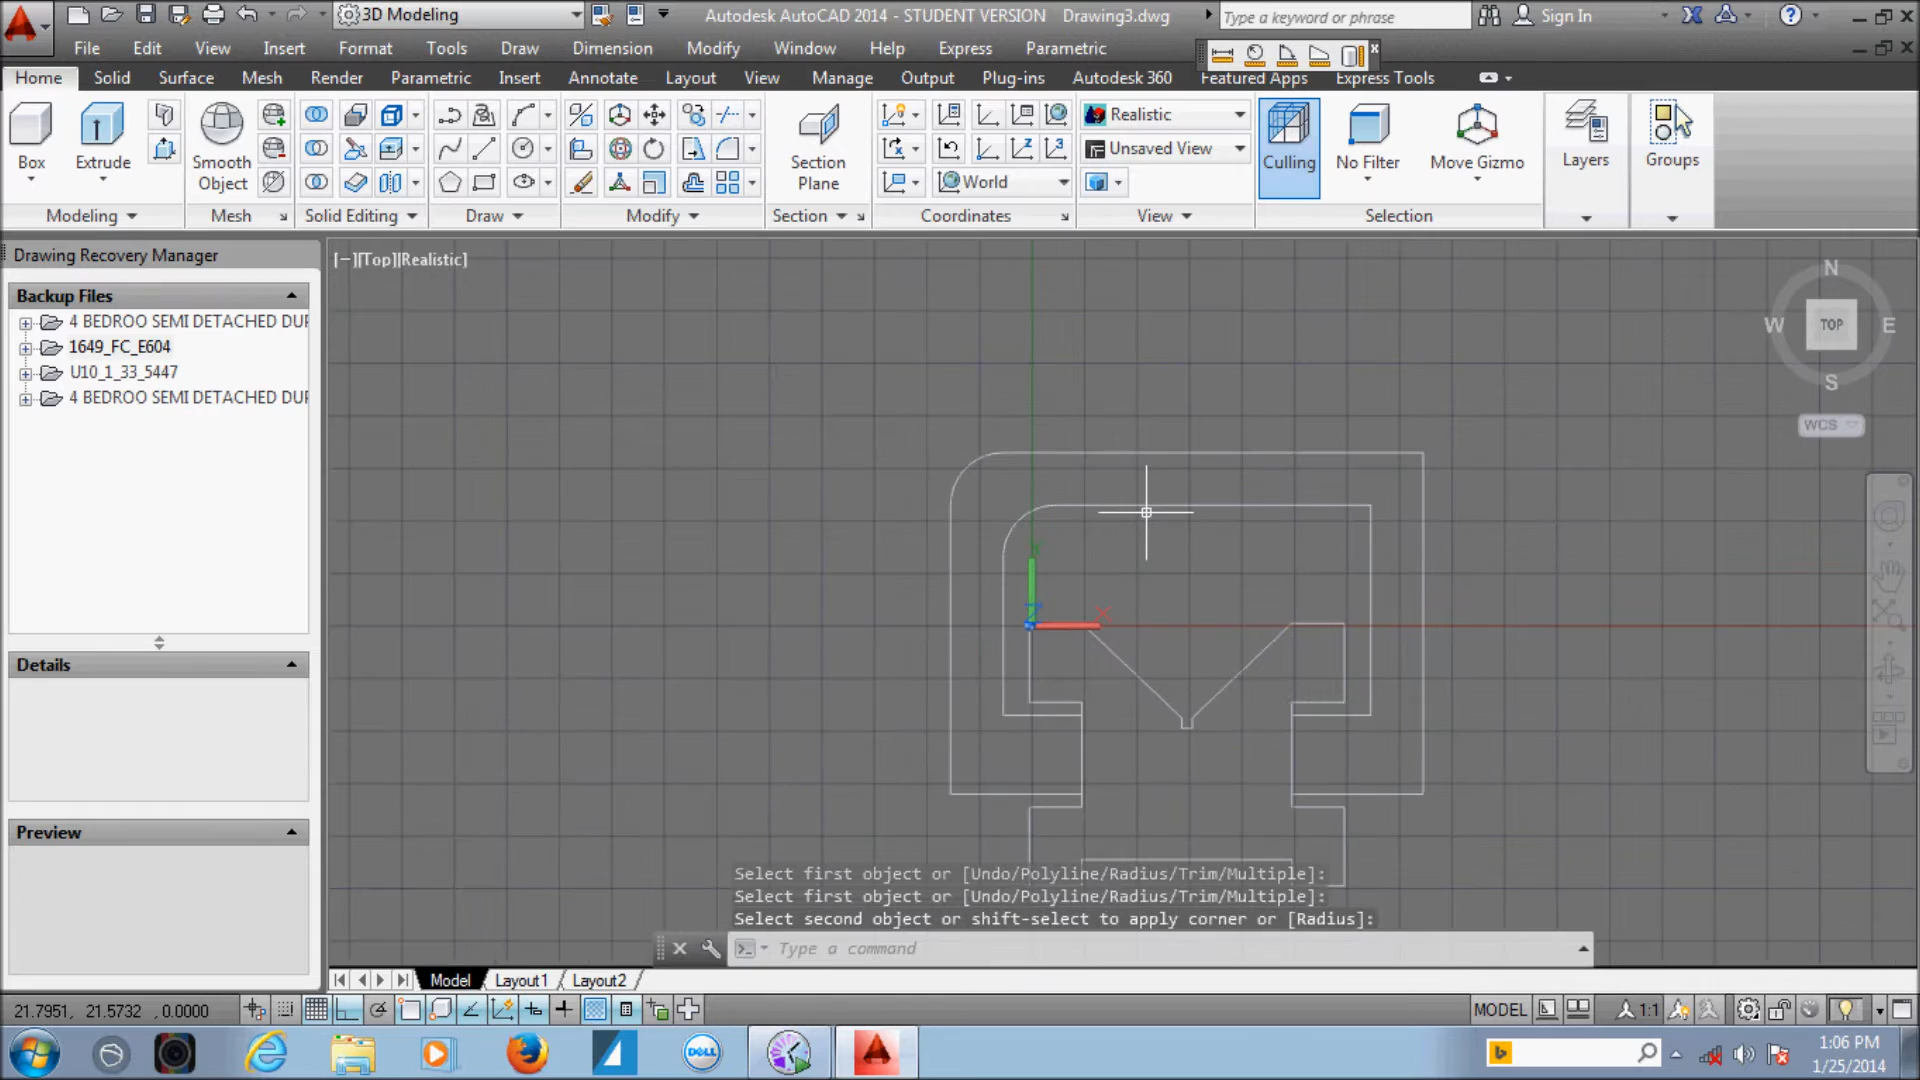 3D Modeling
Autodesk AutoCAD 2014 - STUDENT VERSION Drawing3.dwg
Type a keyword or phrase
Sign In
File Edit View Insert Format Tools Draw Dimension Modify Window Help Express Parametric
Home Solid Surface Mesh Render Parametric Insert Annotate Layout View Manage Output Plug-ins Autodesk 360 Featured Apps Express Tools
Box
Extrude
Smooth Object
Section Plane
Realistic
Unsaved View
World
Culling
No Filter
Move Gizmo
Layers
Groups
Modeling Mesh Solid Editing Draw Modify Section Coordinates View Selection
Drawing Recovery Manager
Backup Files
4 BEDROO SEMI DETACHED DUP
1649_FC_E604
U10_1_33_5447
4 BEDROO SEMI DETACHED DUP
Details
Preview
[−][Top][Realistic]
N
W TOP E
S
WCS
Y
X
Z
Select first object or [Undo/Polyline/Radius/Trim/Multiple]:
Select first object or [Undo/Polyline/Radius/Trim/Multiple]:
Select second object or shift-select to apply corner or [Radius]:
Type a command
Model Layout1 Layout2
21.7951, 21.5732 , 0.0000
MODEL
1:1
DELL
1:06 PM
1/25/2014